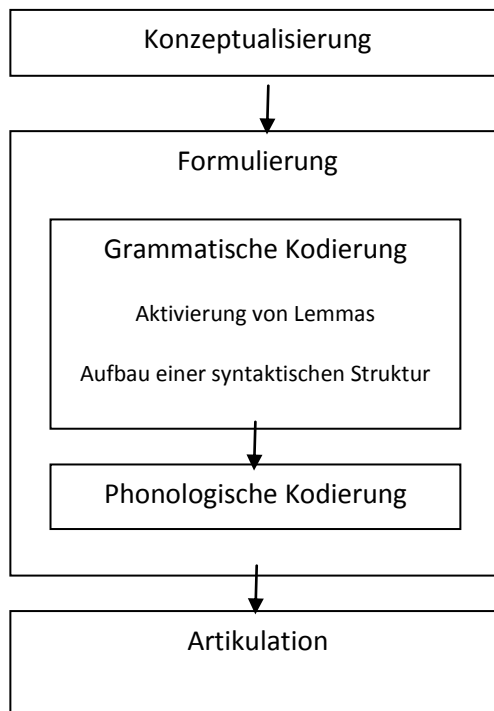 Konzeptualisierung
Formulierung
Grammatische Kodierung
Aktivierung von Lemmas
Aufbau einer syntaktischen Struktur
Phonologische Kodierung
Artikulation